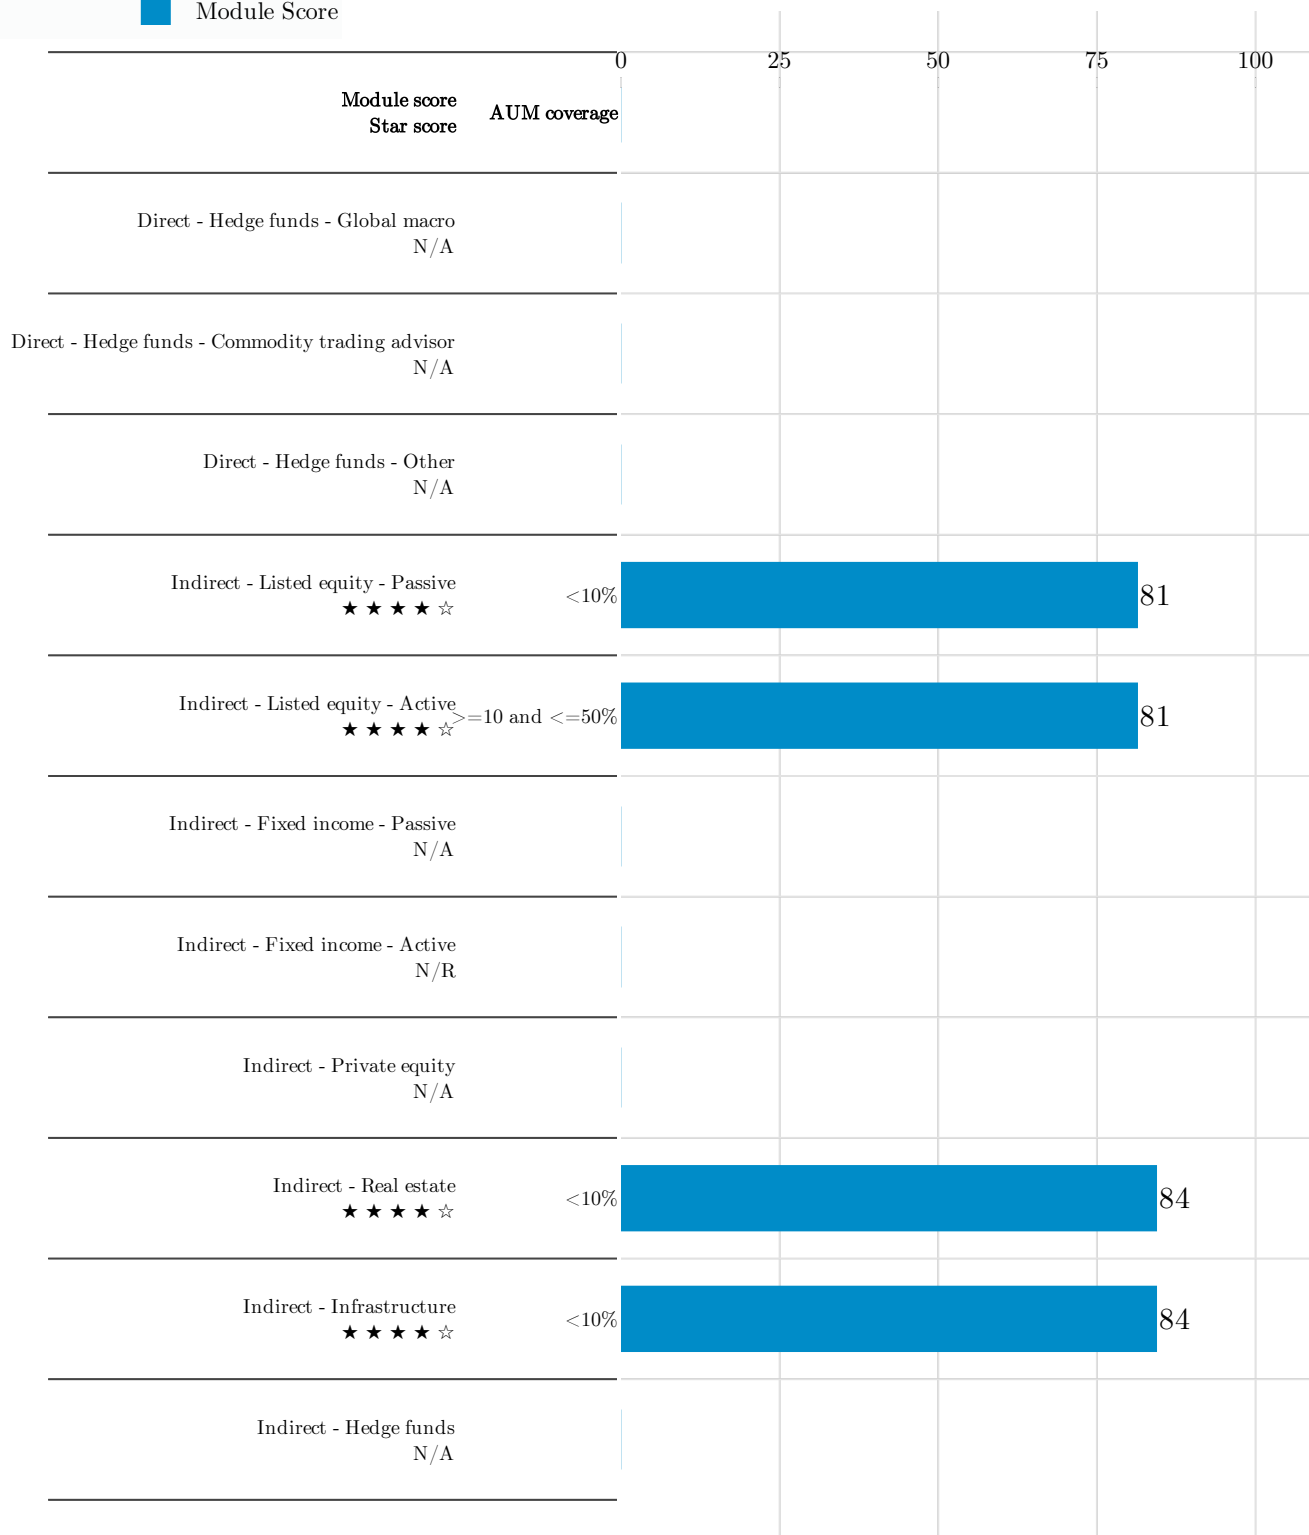 Module Score
0 25 50 75 100
Module score
Star score
AUM coverage
Direct - Hedge funds - Global macro
N/A
Direct - Hedge funds - Commodity trading advisor
N/A
Direct - Hedge funds - Other
N/A
Indirect - Listed equity - Passive
★ ★ ★ ★ ☆
<10%
81
Indirect - Listed equity - Active
★ ★ ★ ★ ☆
>=10 and <=50%
81
Indirect - Fixed income - Passive
N/A
Indirect - Fixed income - Active
N/R
Indirect - Private equity
N/A
Indirect - Real estate
★ ★ ★ ★ ☆
<10%
84
Indirect - Infrastructure
★ ★ ★ ★ ☆
<10%
84
Indirect - Hedge funds
N/A